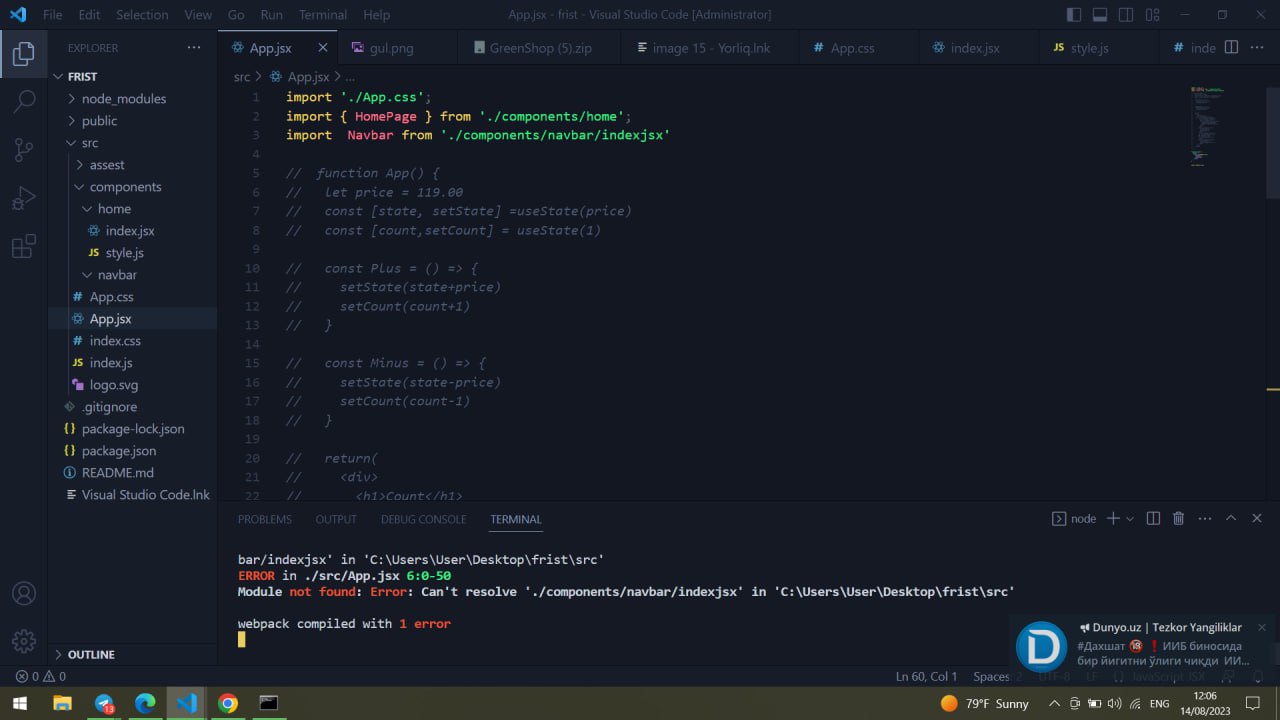 File Edit Selection View Go Run Terminal Help
App.jsx - frist - Visual Studio Code [Administrator]
EXPLORER
FRIST
node_modules
public
src
assest
components
home
index.jsx
style.js
navbar
App.css
App.jsx
index.css
index.js
logo.svg
.gitignore
package-lock.json
package.json
README.md
Visual Studio Code.lnk
OUTLINE
App.jsx gul.png GreenShop (5).zip image 15 - Yorliq.lnk App.css index.jsx style.js inde
src > App.jsx > ...
1 import './App.css';
2 import { HomePage } from './components/home';
3 import  Navbar from './components/navbar/indexjsx'
4
5 //  function App() {
6 //   let price = 119.00
7 //   const [state, setState] =useState(price)
8 //   const [count,setCount] = useState(1)
9
10 //   const Plus = () => {
11 //     setState(state+price)
12 //     setCount(count+1)
13 //   }
14
15 //   const Minus = () => {
16 //     setState(state-price)
17 //     setCount(count-1)
18 //   }
19
20 //   return(
21 //     <div>
22 //       <h1>Count</h1>
PROBLEMS OUTPUT DEBUG CONSOLE TERMINAL
node
bar/indexjsx' in 'C:\Users\User\Desktop\frist\src'
ERROR in ./src/App.jsx 6:0-50
Module not found: Error: Can't resolve './components/navbar/indexjsx' in 'C:\Users\User\Desktop\frist\src'
webpack compiled with 1 error
Dunyo.uz | Tezkor Yangiliklar
#Дахшат 🔞❗ ИИБ биносида
бир йигитни ўлиги чиқди ИИ...
0 0
Ln 60, Col 1 Spaces: 2 UTF-8 LF {} JavaScript JSX
13
79°F Sunny
ENG
12:06
14/08/2023